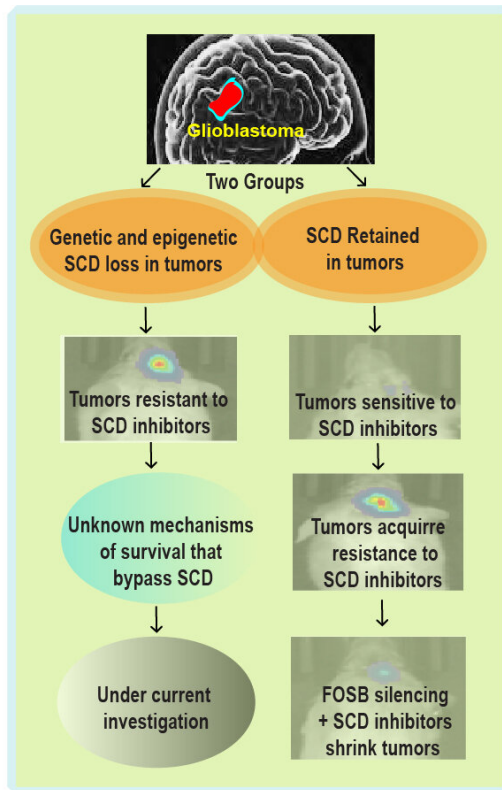 Glioblastoma
Two Groups
Genetic and epigenetic
SCD loss in tumors
SCD Retained
in tumors
Tumors resistant to
SCD inhibitors
Tumors sensitive to
SCD inhibitors
Unknown mechanisms
of survival that
bypass SCD
Tumors acquirre
resistance to
SCD inhibitors
Under current
investigation
FOSB silencing
+ SCD inhibitors
shrink tumors